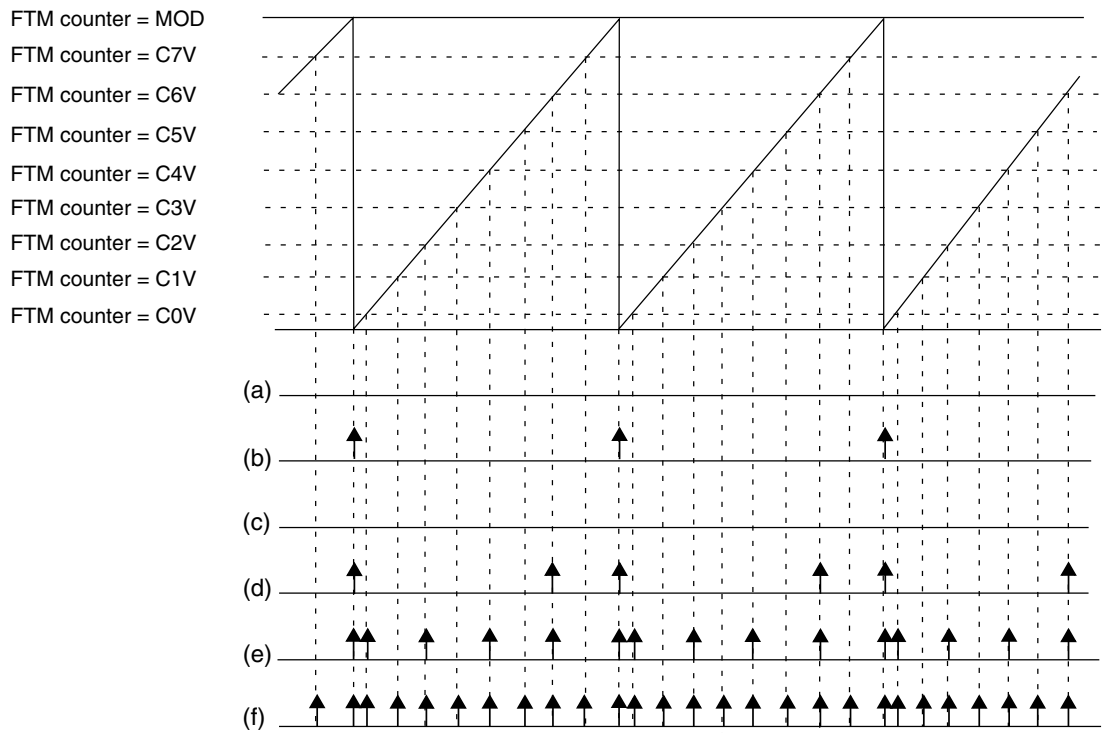 FTM counter = MOD
FTM counter = C7V
FTM counter = C6V
FTM counter = C5V
FTM counter = C4V
FTM counter = C3V
FTM counter = C2V
FTM counter = C1V
FTM counter = C0V
(a)
(b)
(c)
(d)
(e)
(f)